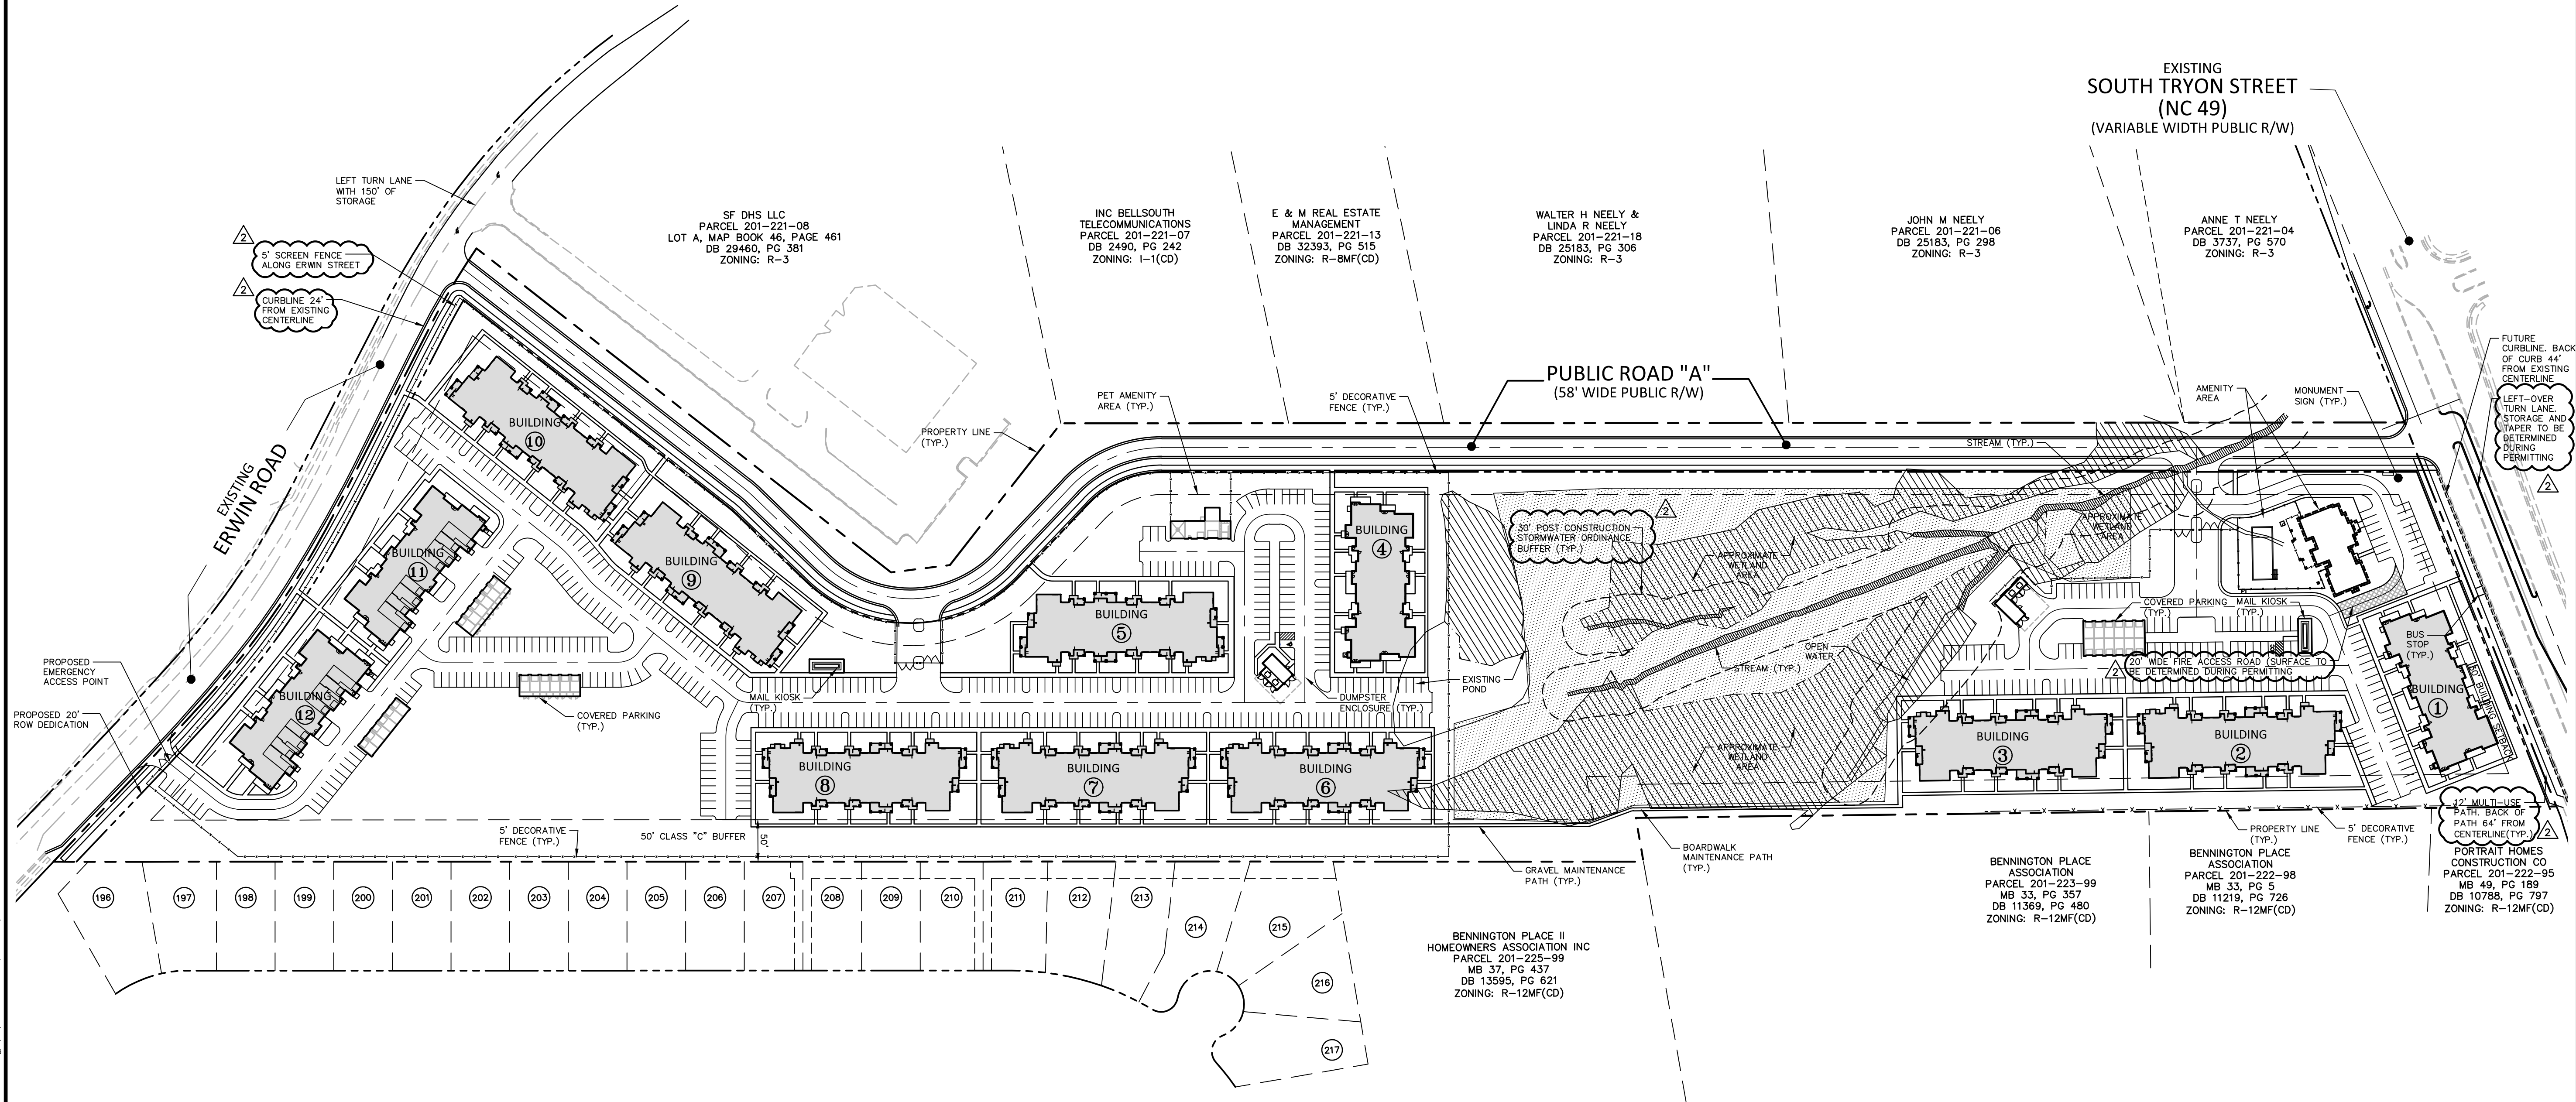 EXISTING
SOUTH TRYON STREET
(NC 49)
(VARIABLE WIDTH PUBLIC R/W)
LEFT TURN LANE
WITH 150' OF
STORAGE
2
5' SCREEN FENCE
ALONG ERWIN STREET
2
CURBLINE 24'
FROM EXISTING
CENTERLINE
SF DHS LLC
PARCEL 201-221-08
LOT A, MAP BOOK 46, PAGE 461
DB 29460, PG 381
ZONING: R-3
INC BELLSOUTH
TELECOMMUNICATIONS
PARCEL 201-221-07
DB 2490, PG 242
ZONING: I-1(CD)
E & M REAL ESTATE
MANAGEMENT
PARCEL 201-221-13
DB 32393, PG 515
ZONING: R-8MF(CD)
WALTER H NEELY &
LINDA R NEELY
PARCEL 201-221-18
DB 25183, PG 306
ZONING: R-3
JOHN M NEELY
PARCEL 201-221-06
DB 25183, PG 298
ZONING: R-3
ANNE T NEELY
PARCEL 201-221-04
DB 3737, PG 570
ZONING: R-3
FUTURE
CURBLINE. BACK
OF CURB 44'
FROM EXISTING
CENTERLINE
LEFT-OVER
TURN LANE.
STORAGE AND
TAPER TO BE
DETERMINED
DURING
PERMITTING
2
PUBLIC ROAD "A"
(58' WIDE PUBLIC R/W)
PET AMENITY
AREA (TYP.)
5' DECORATIVE
FENCE (TYP.)
PROPERTY LINE
(TYP.)
AMENITY
AREA
MONUMENT
SIGN (TYP.)
STREAM (TYP.)
EXISTING
ERWIN ROAD
BUILDING
10
BUILDING
11
BUILDING
9
BUILDING
12
BUILDING
5
BUILDING
4
2
30' POST CONSTRUCTION
STORMWATER ORDINANCE
BUFFER (TYP.)
APPROXIMATE
WETLAND
AREA
APPROXIMATE
WETLAND
AREA
OPEN
WATER
STREAM (TYP.)
COVERED PARKING
(TYP.)
MAIL KIOSK
(TYP.)
BUS
STOP
(TYP.)
2
20' WIDE FIRE ACCESS ROAD (SURFACE TO
BE DETERMINED DURING PERMITTING
BUILDING
1
30' BUILDING SETBACK
PROPOSED
EMERGENCY
ACCESS POINT
PROPOSED 20'
ROW DEDICATION
COVERED PARKING
(TYP.)
MAIL KIOSK
(TYP.)
DUMPSTER
ENCLOSURE (TYP.)
EXISTING
POND
APPROXIMATE
WETLAND
AREA
BUILDING
8
BUILDING
7
BUILDING
6
BUILDING
3
BUILDING
2
5' DECORATIVE
FENCE (TYP.)
50' CLASS "C" BUFFER
50'
GRAVEL MAINTENANCE
PATH (TYP.)
BOARDWALK
MAINTENANCE PATH
(TYP.)
PROPERTY LINE
(TYP.)
5' DECORATIVE
FENCE (TYP.)
12' MULTI-USE
PATH. BACK OF
PATH 64' FROM
CENTERLINE(TYP.)
2
BENNINGTON PLACE
ASSOCIATION
PARCEL 201-223-99
MB 33, PG 357
DB 11369, PG 480
ZONING: R-12MF(CD)
BENNINGTON PLACE
ASSOCIATION
PARCEL 201-222-98
MB 33, PG 5
DB 11219, PG 726
ZONING: R-12MF(CD)
PORTRAIT HOMES
CONSTRUCTION CO
PARCEL 201-222-95
MB 49, PG 189
DB 10788, PG 797
ZONING: R-12MF(CD)
BENNINGTON PLACE II
HOMEOWNERS ASSOCIATION INC
PARCEL 201-225-99
MB 37, PG 437
DB 13595, PG 621
ZONING: R-12MF(CD)
196
197
198
199
200
201
202
203
204
205
206
207
208
209
210
211
212
213
214
215
216
217